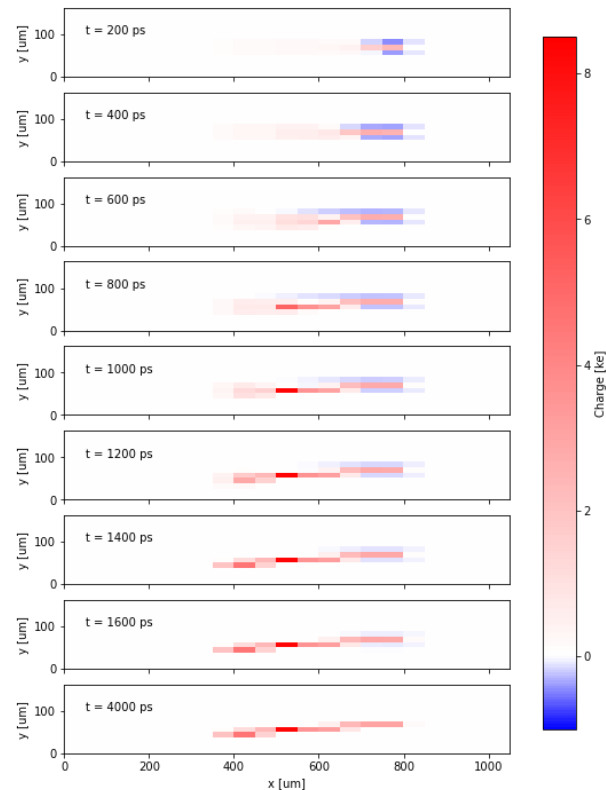 100
0
y [um]
t = 200 ps
100
0
y [um]
t = 400 ps
100
0
y [um]
t = 600 ps
100
0
y [um]
t = 800 ps
100
0
y [um]
t = 1000 ps
100
0
y [um]
t = 1200 ps
100
0
y [um]
t = 1400 ps
100
0
y [um]
t = 1600 ps
100
0
y [um]
t = 4000 ps
0 200 400 600 800 1000
x [um]
8
6
4
2
0
Charge [ke]